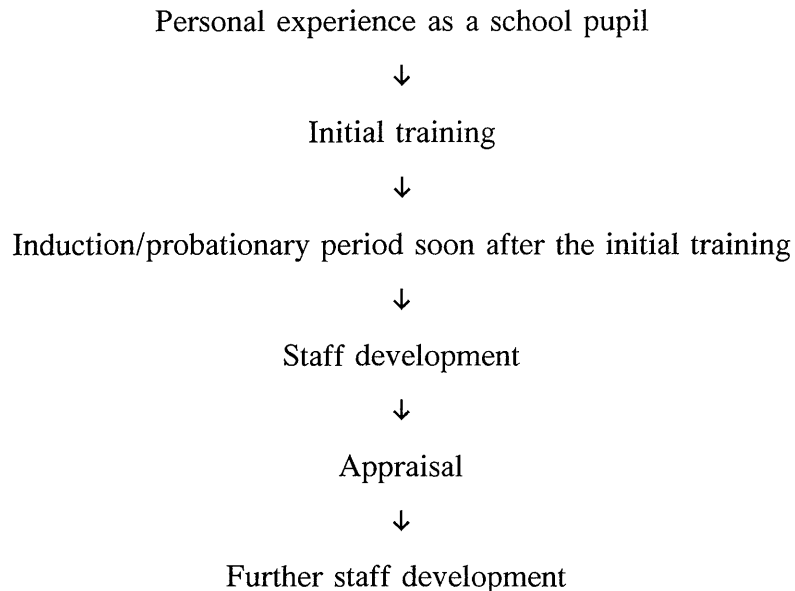 Personal experience as a school pupil
↓
Initial training
↓
Induction/probationary period soon after the initial training
↓
Staff development
↓
Appraisal
↓
Further staff development